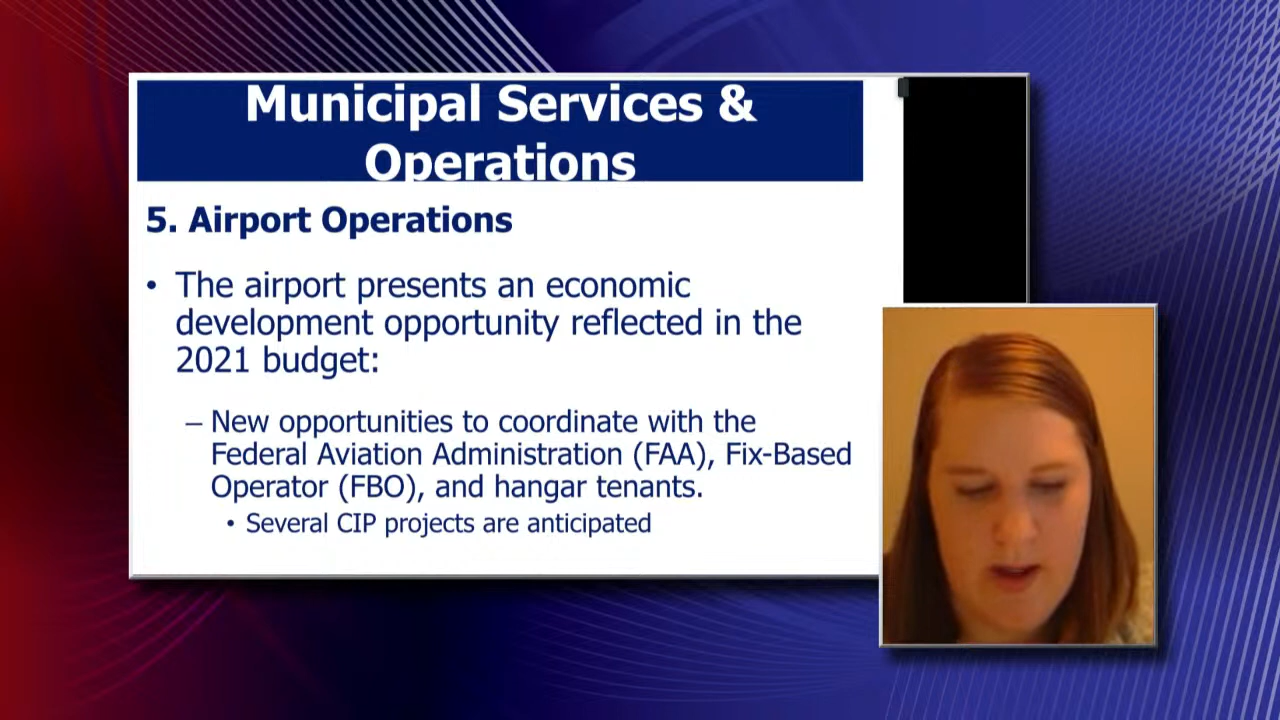 Municipal Services &
Operations
5. Airport Operations
• The airport presents an economic
development opportunity reflected in the
2021 budget:
– New opportunities to coordinate with the
Federal Aviation Administration (FAA), Fix-Based
Operator (FBO), and hangar tenants.
• Several CIP projects are anticipated